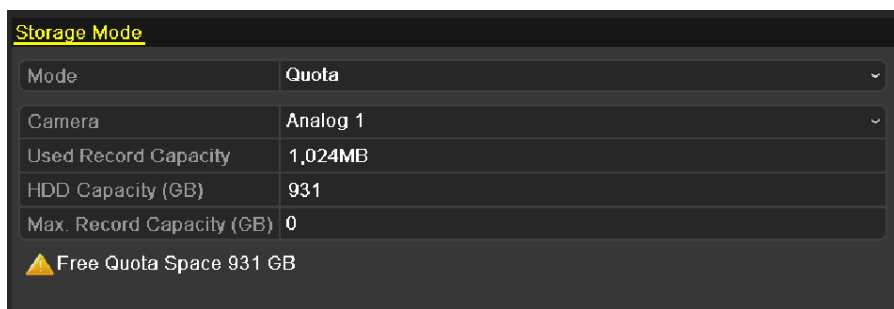 Storage Mode
Mode Quota
Camera Analog 1
Used Record Capacity 1,024MB
HDD Capacity (GB) 931
Max. Record Capacity (GB) 0
Free Quota Space 931 GB